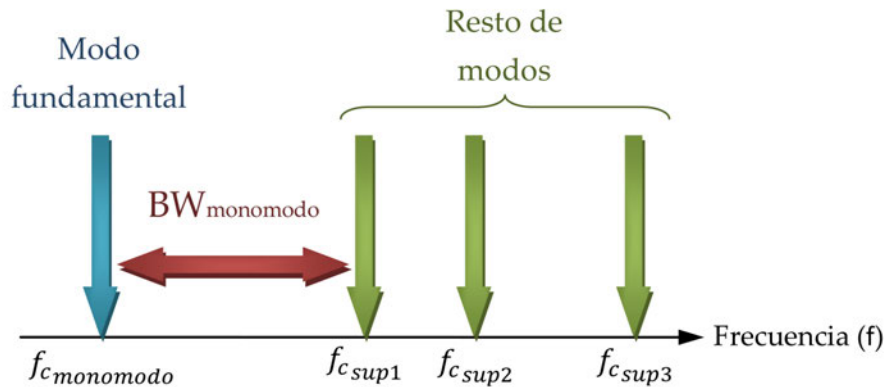 Modo
fundamental
Resto de
modos
BWmonomodo
Frecuencia (f)
fcmonomodo
fcsup1
fcsup2
fcsup3